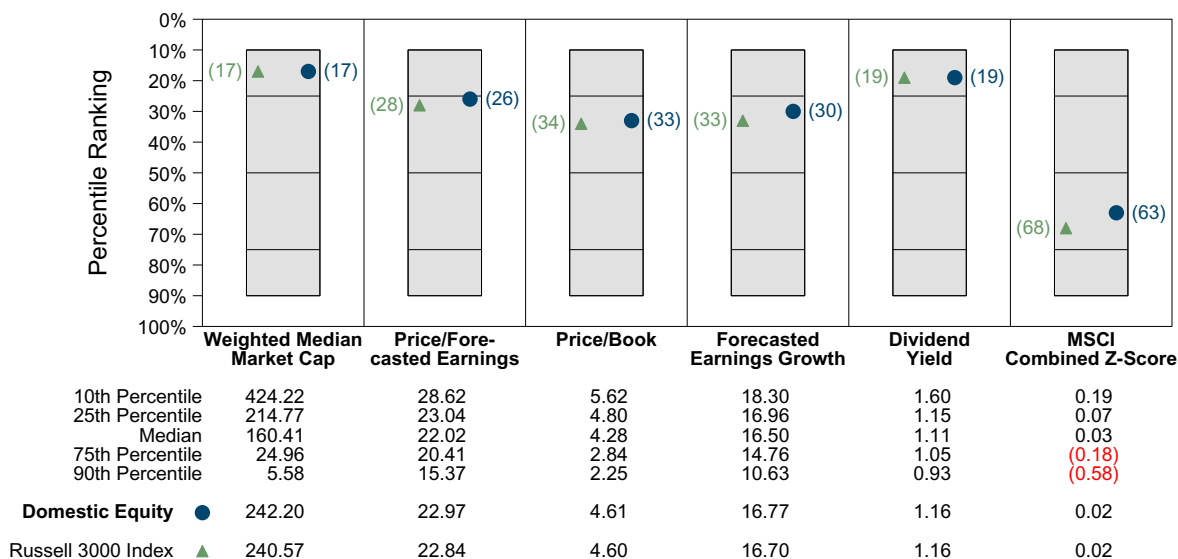 Percentile Ranking
0%
10%
20%
30%
40%
50%
60%
70%
80%
90%
100%
(17) (17)
(28) (26)
(34) (33)
(33) (30)
(19) (19)
(68) (63)
Weighted Median Market Cap
Price/Fore-casted Earnings
Price/Book
Forecasted Earnings Growth
Dividend Yield
MSCI Combined Z-Score
10th Percentile 424.22 28.62 5.62 18.30 1.60 0.19
25th Percentile 214.77 23.04 4.80 16.96 1.15 0.07
Median 160.41 22.02 4.28 16.50 1.11 0.03
75th Percentile 24.96 20.41 2.84 14.76 1.05 (0.18)
90th Percentile 5.58 15.37 2.25 10.63 0.93 (0.58)
Domestic Equity 242.20 22.97 4.61 16.77 1.16 0.02
Russell 3000 Index 240.57 22.84 4.60 16.70 1.16 0.02